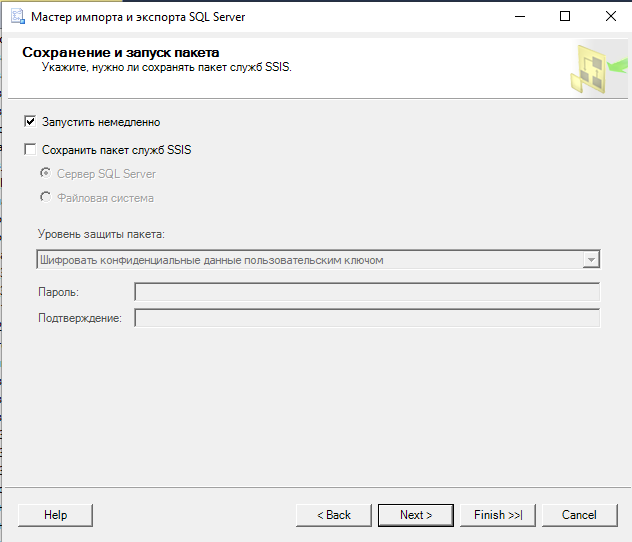 Мастер импорта и экспорта SQL Server
Сохранение и запуск пакета
Укажите, нужно ли сохранять пакет служб SSIS.
Запустить немедленно
Сохранить пакет служб SSIS
Сервер SQL Server
Файловая система
Уровень защиты пакета:
Шифровать конфиденциальные данные пользовательским ключом
Пароль:
Подтверждение:
Help
< Back
Next >
Finish >>|
Cancel